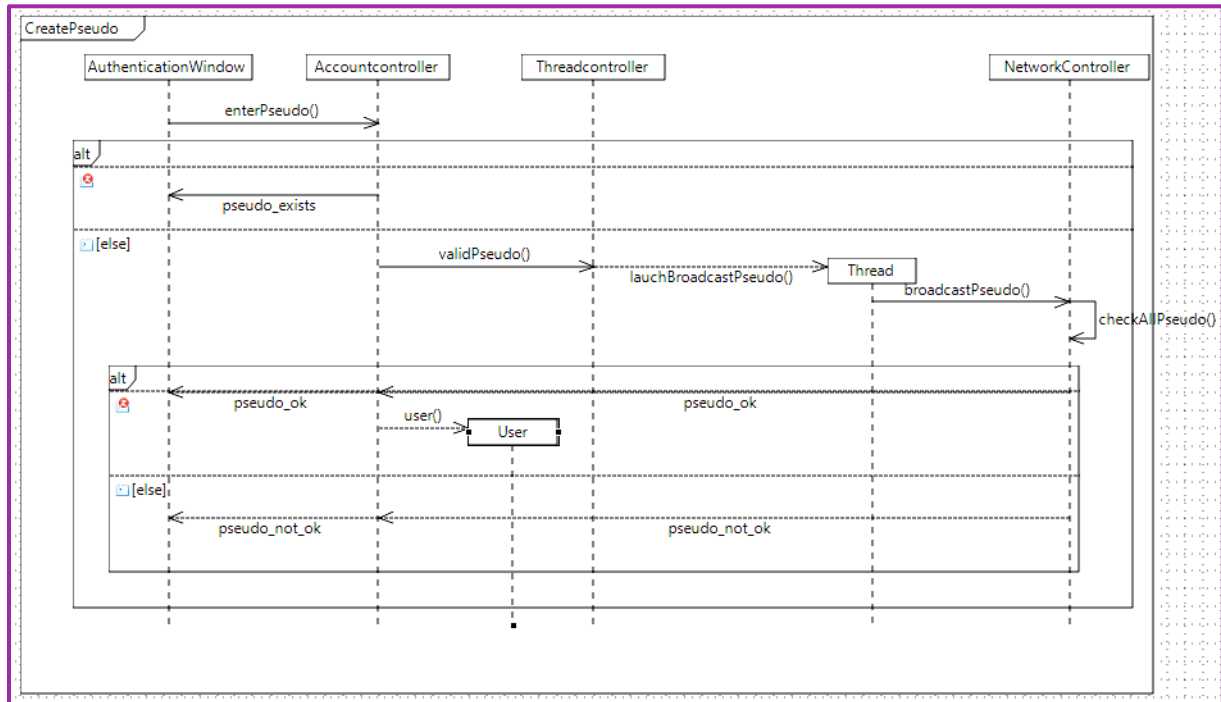 CreatePseudo
AuthenticationWindow
Accountcontroller
Threadcontroller
NetworkController
enterPseudo()
alt
pseudo_exists
[else]
validPseudo()
lauchBroadcastPseudo()
Thread
broadcastPseudo()
checkAllPseudo()
alt
pseudo_ok
pseudo_ok
user()
User
[else]
pseudo_not_ok
pseudo_not_ok